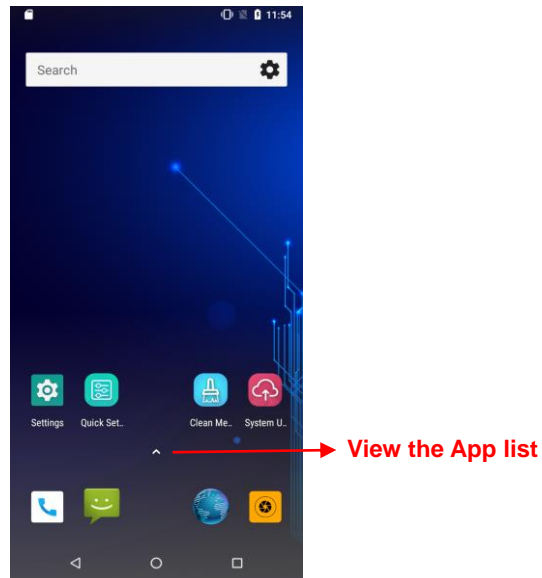 11:54
Search
Settings
Quick Set..
Clean Me..
System U..
View the App list